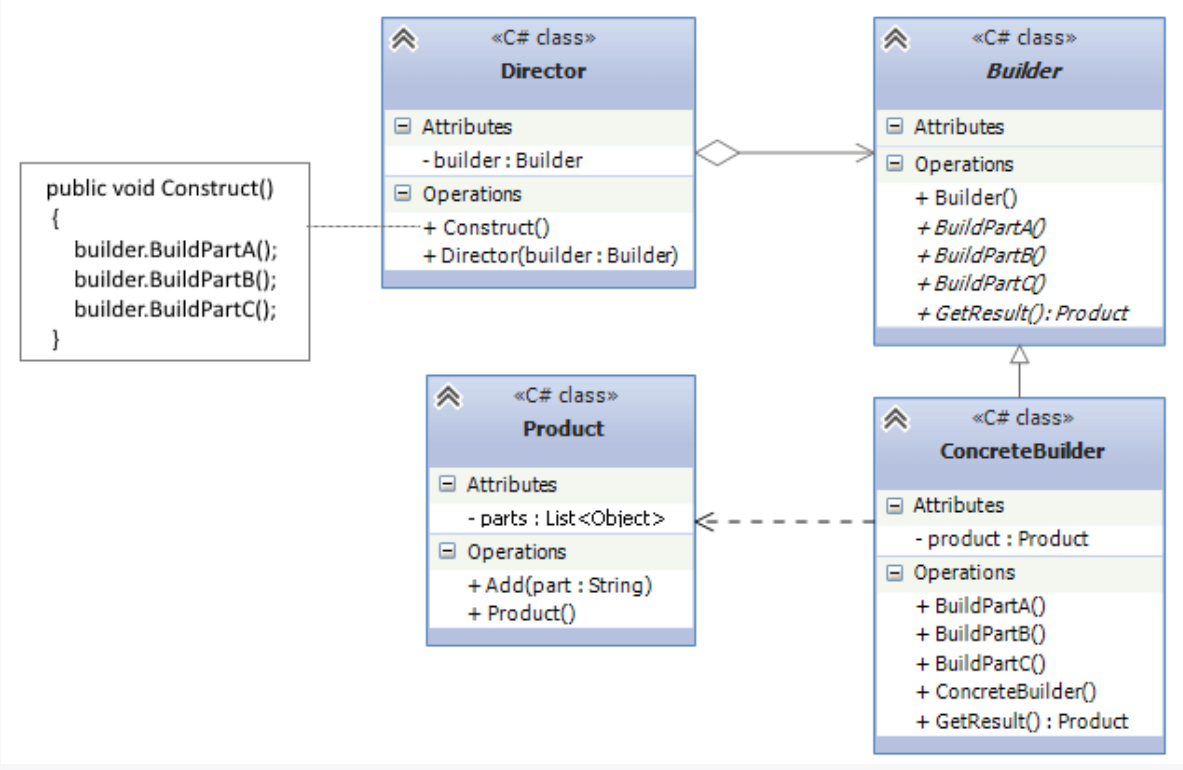 «C# class»
Director
Attributes
- builder : Builder
Operations
+ Construct()
+ Director(builder : Builder)
«C# class»
Builder
Attributes
Operations
+ Builder()
+ BuildPartA()
+ BuildPartB()
+ BuildPartC()
+ GetResult() : Product
public void Construct()
{
builder.BuildPartA();
builder.BuildPartB();
builder.BuildPartC();
}
«C# class»
Product
Attributes
- parts : List<Object>
Operations
+ Add(part : String)
+ Product()
«C# class»
ConcreteBuilder
Attributes
- product : Product
Operations
+ BuildPartA()
+ BuildPartB()
+ BuildPartC()
+ ConcreteBuilder()
+ GetResult() : Product